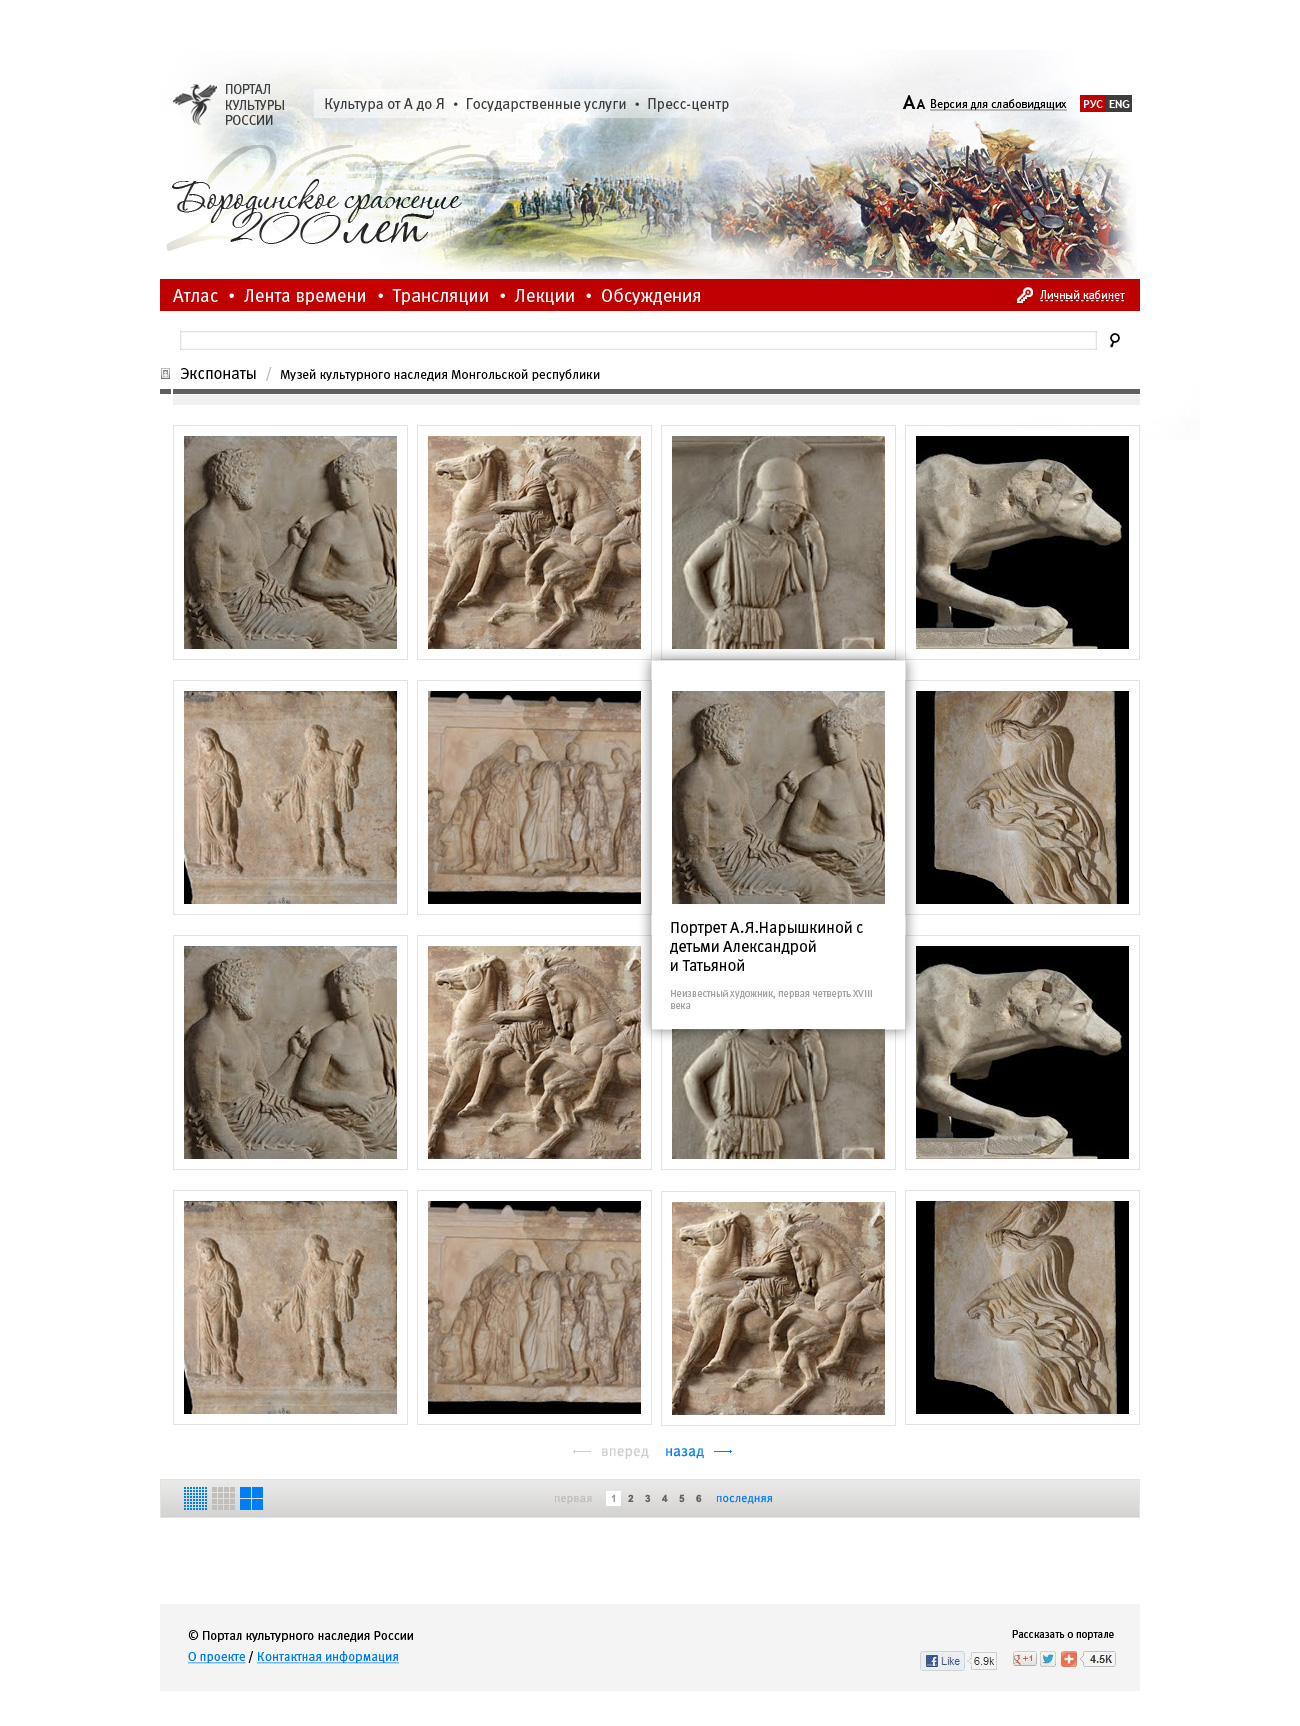 ПОРТАЛ
КУЛЬТУРЫ
РОССИИ
Культура от А до Я • Государственные услуги • Пресс-центр
АА Версия для слабовидящих РУС ENG
Бородинское сражение
200 лет
Атлас • Лента времени • Трансляции • Лекции • Обсуждения
Личный кабинет
Экспонаты / Музей культурного наследия Монгольской республики
Портрет А.Я.Нарышкиной с
детьми Александрой
и Татьяной
Неизвестный художник, первая четверть XVIII
века
вперед назад
первая 1 2 3 4 5 6 последняя
© Портал культурного наследия России
О проекте / Контактная информация
Рассказать о портале
Like 6.9k +1 4.5K